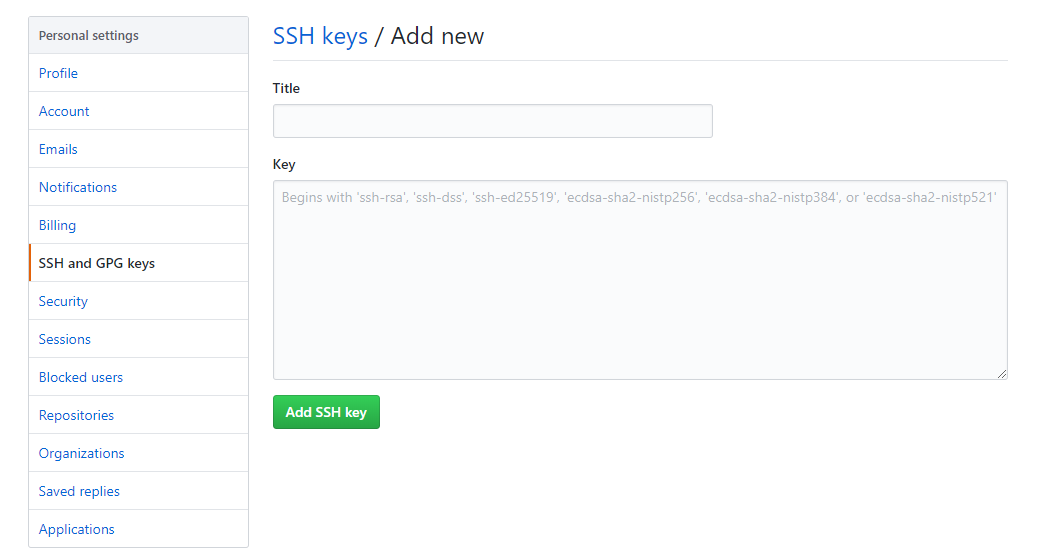 Personal settings
Profile
Account
Emails
Notifications
Billing
SSH and GPG keys
Security
Sessions
Blocked users
Repositories
Organizations
Saved replies
Applications
SSH keys / Add new
Title
Key
Begins with 'ssh-rsa', 'ssh-dss', 'ssh-ed25519', 'ecdsa-sha2-nistp256', 'ecdsa-sha2-nistp384', or 'ecdsa-sha2-nistp521'
Add SSH key